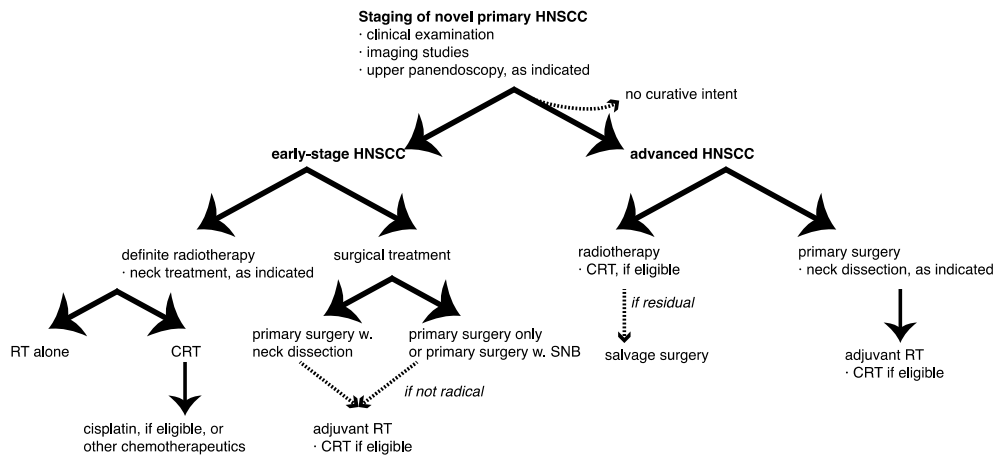 Staging of novel primary HNSCC
· clinical examination
· imaging studies
· upper panendoscopy, as indicated
no curative intent
early-stage HNSCC
advanced HNSCC
definite radiotherapy
· neck treatment, as indicated
surgical treatment
radiotherapy
· CRT, if eligible
primary surgery
· neck dissection, as indicated
if residual
RT alone
CRT
primary surgery w.
neck dissection
primary surgery only
or primary surgery w. SNB
salvage surgery
adjuvant RT
· CRT if eligible
if not radical
cisplatin, if eligible, or
other chemotherapeutics
adjuvant RT
· CRT if eligible